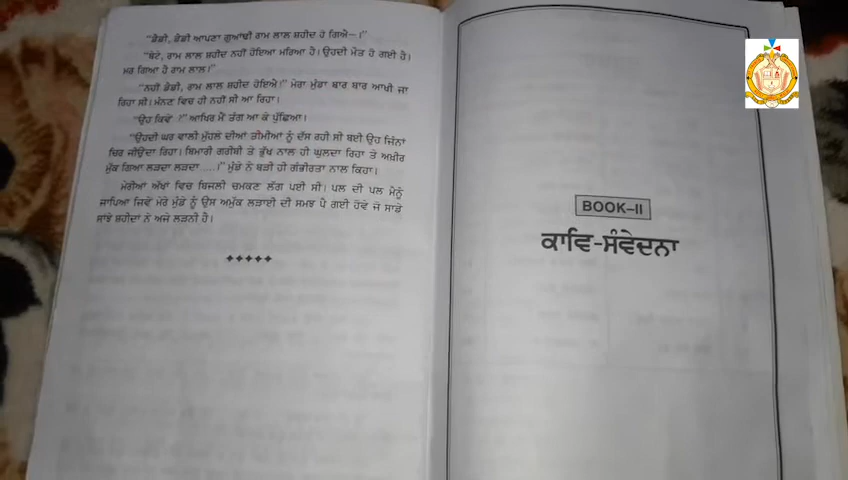 "ਡੈਡੀ, ਡੈਡੀ ਆਪਣਾ ਗੁਆਂਢੀ ਰਾਮ ਲਾਲ ਸ਼ਹੀਦ ਹੋ ਗਿਐ—।"
"ਬੇਟੇ, ਰਾਮ ਲਾਲ ਸ਼ਹੀਦ ਨਹੀਂ ਹੋਇਆ ਮਰਿਆ ਹੈ। ਉਹਦੀ ਮੌਤ ਹੋ ਗਈ ਹੈ।
ਮਰ ਗਿਆ ਹੈ ਰਾਮ ਲਾਲ।"
"ਨਹੀਂ ਡੈਡੀ, ਰਾਮ ਲਾਲ ਸ਼ਹੀਦ ਹੋਇਐ।" ਮੇਰਾ ਮੁੰਡਾ ਬਾਰ ਬਾਰ ਆਖੀ ਜਾ
ਰਿਹਾ ਸੀ। ਮੰਨਣ ਵਿਚ ਹੀ ਨਹੀਂ ਸੀ ਆ ਰਿਹਾ।
"ਉਹ ਕਿਵੇਂ ?" ਆਖਿਰ ਮੈਂ ਤੰਗ ਆ ਕੇ ਪੁੱਛਿਆ।
"ਉਹਦੀ ਘਰ ਵਾਲੀ ਮੁਹੱਲੇ ਦੀਆਂ ਤੀਮੀਆਂ ਨੂੰ ਦੱਸ ਰਹੀ ਸੀ ਬਈ ਉਹ ਜਿੰਨਾ
ਚਿਰ ਜੀਉਂਦਾ ਰਿਹਾ। ਬਿਮਾਰੀ ਗਰੀਬੀ ਤੇ ਭੁੱਖ ਨਾਲ ਹੀ ਘੁਲਦਾ ਰਿਹਾ ਤੇ ਅਖ਼ੀਰ
ਮੁੱਕ ਗਿਆ ਲੜਦਾ ਲੜਦਾ ....।" ਮੁੰਡੇ ਨੇ ਬੜੀ ਹੀ ਗੰਭੀਰਤਾ ਨਾਲ ਕਿਹਾ।
ਮੇਰੀਆਂ ਅੱਖਾਂ ਵਿਚ ਬਿਜਲੀ ਚਮਕਣ ਲੱਗ ਪਈ ਸੀ। ਪਲ ਦੀ ਪਲ ਮੈਨੂੰ
ਜਾਪਿਆ ਜਿਵੇਂ ਮੇਰੇ ਮੁੰਡੇ ਨੂੰ ਉਸ ਅਮੁੱਕ ਲੜਾਈ ਦੀ ਸਮਝ ਪੈ ਗਈ ਹੋਵੇ ਜੋ ਸਾਡੇ
ਸਾਂਝੇ ਸ਼ਹੀਦਾਂ ਨੇ ਅਜੇ ਲੜਨੀ ਹੈ।
BOOK–II
ਕਾਵਿ-ਸੰਵੇਦਨਾ